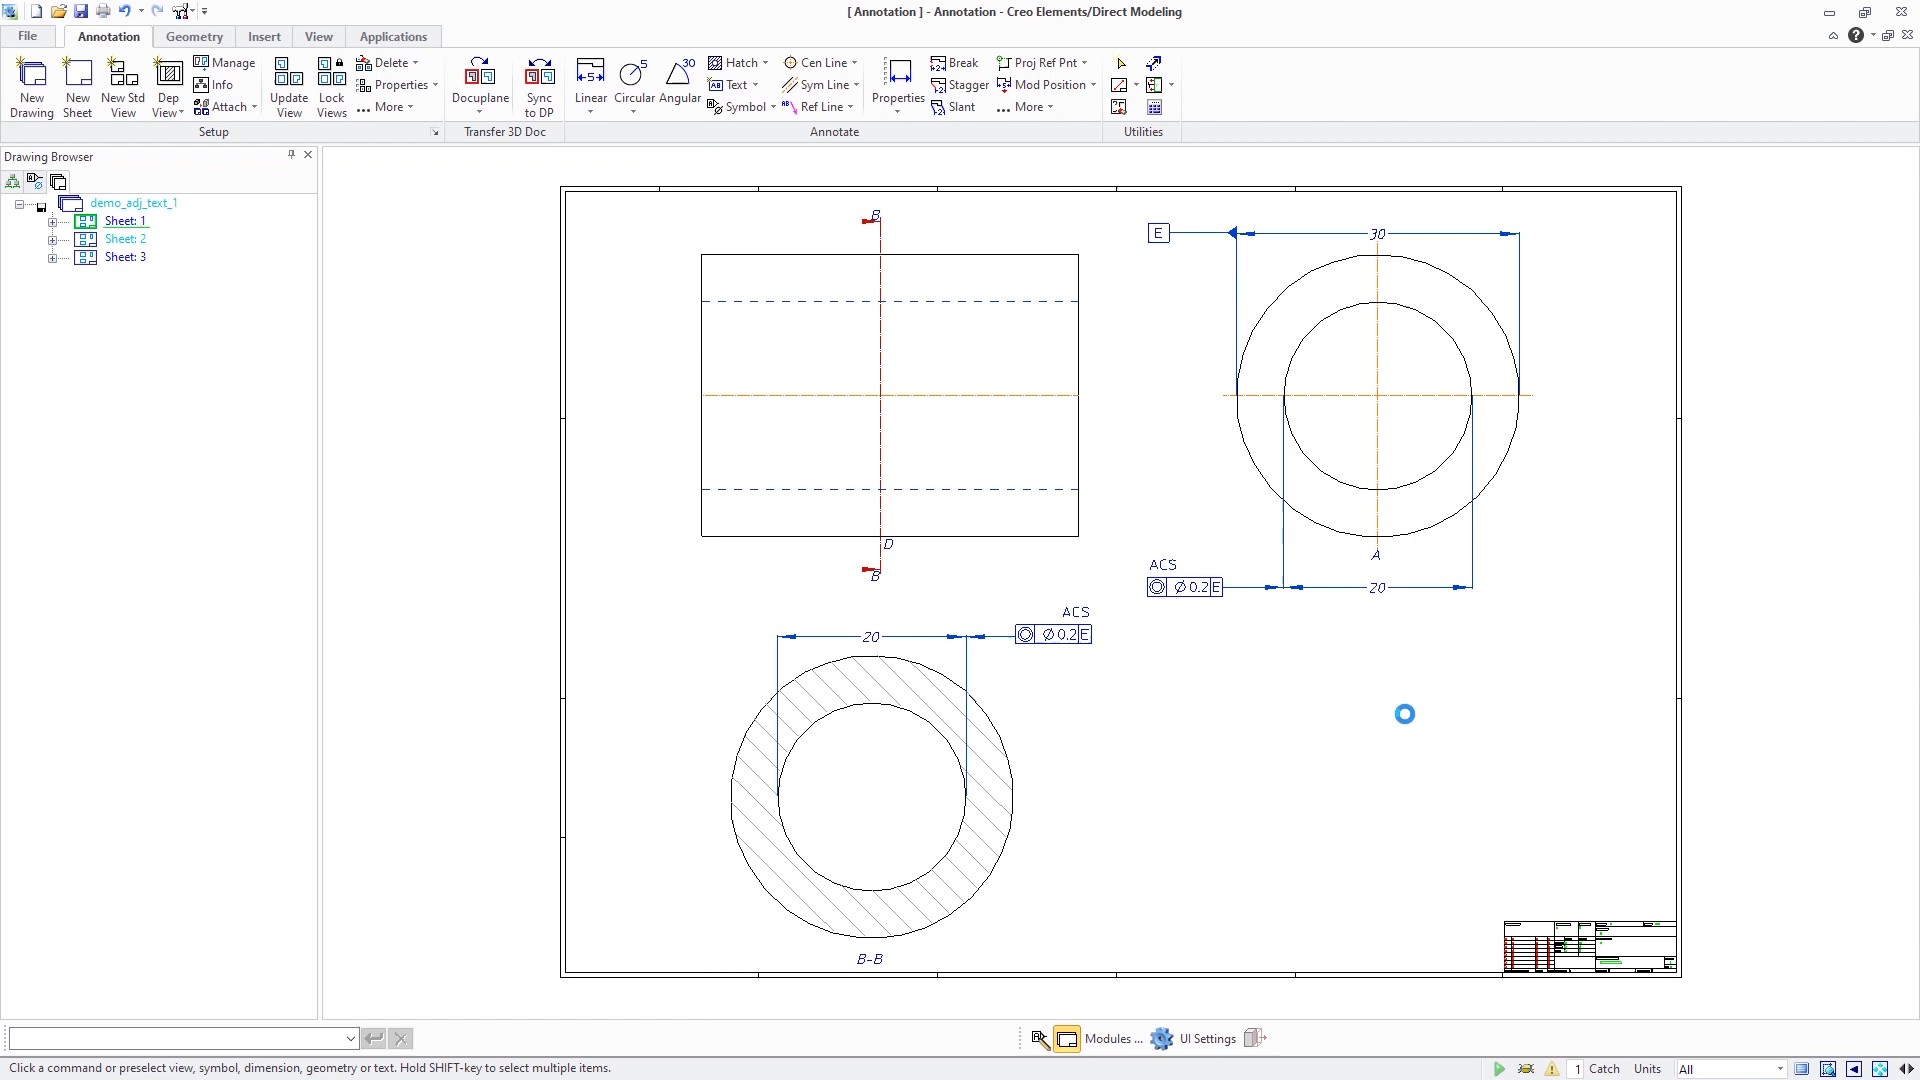 [ Annotation ] - Annotation - Creo Elements/Direct Modeling
File
Annotation
Geometry
Insert
View
Applications
New Drawing
New Sheet
New Std View
Dep View
Manage
Info
Attach
Update View
Lock Views
Delete
Properties
... More
Setup
Docuplane
Sync to DP
Transfer 3D Doc
Linear
Circular
Angular
Hatch
Text
Symbol
Cen Line
Sym Line
Ref Line
Properties
Break
Stagger
Slant
Proj Ref Pnt
Mod Position
... More
Annotate
Utilities
Drawing Browser
demo_adj_text_1
Sheet: 1
Sheet: 2
Sheet: 3
B
E
30
D
B
A
ACS
Ø0.2 E
20
ACS
20
Ø0.2 E
B-B
Modules ...
UI Settings
Click a command or preselect view, symbol, dimension, geometry or text. Hold SHIFT-key to select multiple items.
1
Catch
Units
All